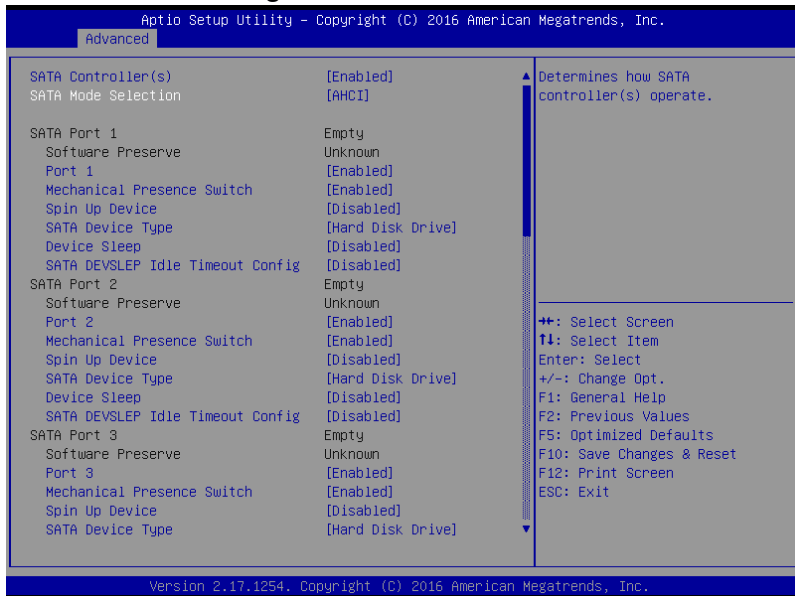 Aptio Setup Utility – Copyright (C) 2016 American Megatrends, Inc.
Advanced
SATA Controller(s) [Enabled]
SATA Mode Selection [AHCI]
SATA Port 1 Empty
Software Preserve Unknown
Port 1 [Enabled]
Mechanical Presence Switch [Enabled]
Spin Up Device [Disabled]
SATA Device Type [Hard Disk Drive]
Device Sleep [Disabled]
SATA DEVSLEP Idle Timeout Config [Disabled]
SATA Port 2 Empty
Software Preserve Unknown
Port 2 [Enabled]
Mechanical Presence Switch [Enabled]
Spin Up Device [Disabled]
SATA Device Type [Hard Disk Drive]
Device Sleep [Disabled]
SATA DEVSLEP Idle Timeout Config [Disabled]
SATA Port 3 Empty
Software Preserve Unknown
Port 3 [Enabled]
Mechanical Presence Switch [Enabled]
Spin Up Device [Disabled]
SATA Device Type [Hard Disk Drive]
Determines how SATA
controller(s) operate.
→←: Select Screen
↑↓: Select Item
Enter: Select
+/-: Change Opt.
F1: General Help
F2: Previous Values
F5: Optimized Defaults
F10: Save Changes & Reset
F12: Print Screen
ESC: Exit
Version 2.17.1254. Copyright (C) 2016 American Megatrends, Inc.